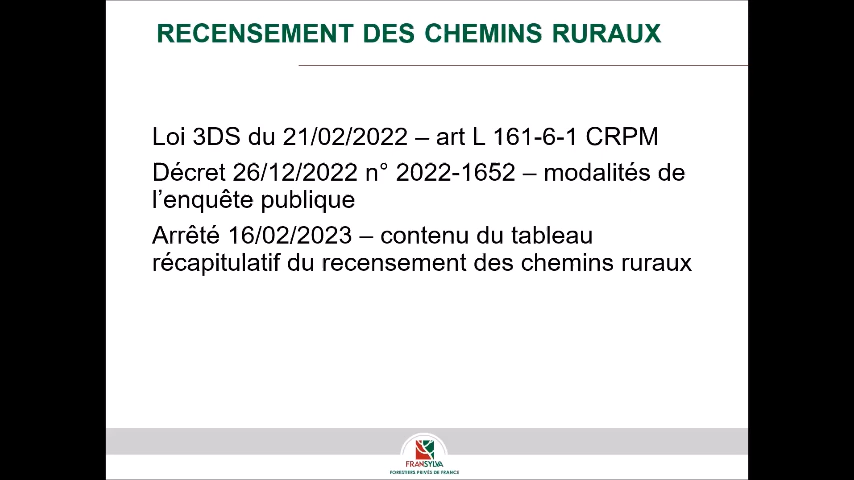 RECENSEMENT DES CHEMINS RURAUX
Loi 3DS du 21/02/2022 – art L 161-6-1 CRPM
Décret 26/12/2022 n° 2022-1652 – modalités de
l'enquête publique
Arrêté 16/02/2023 – contenu du tableau
récapitulatif du recensement des chemins ruraux
FRANSYLVA
FORESTIERS PRIVÉS DE FRANCE